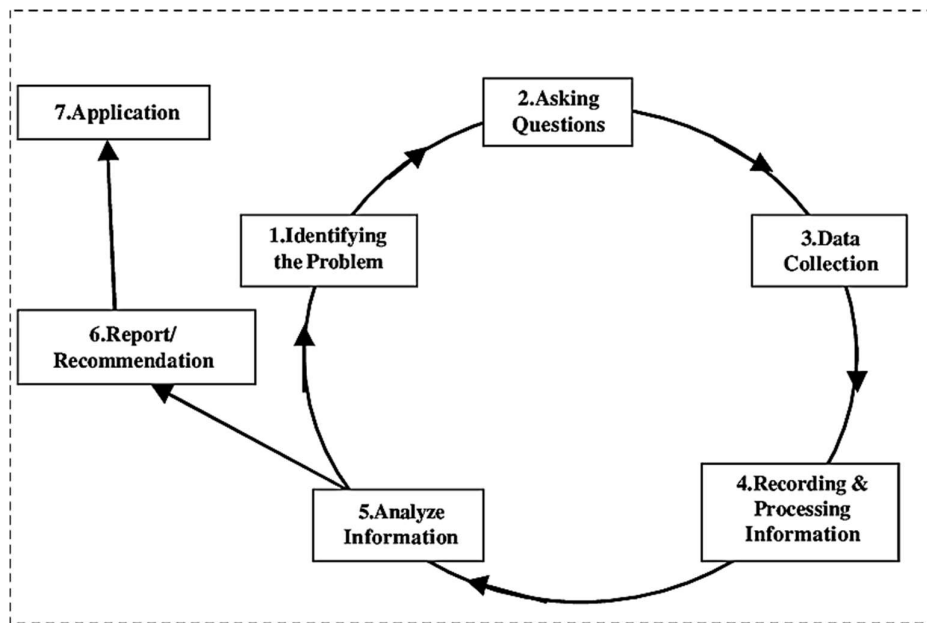 7.Application
2.Asking
Questions
1.Identifying
the Problem
3.Data
Collection
6.Report/
Recommendation
5.Analyze
Information
4.Recording &
Processing
Information